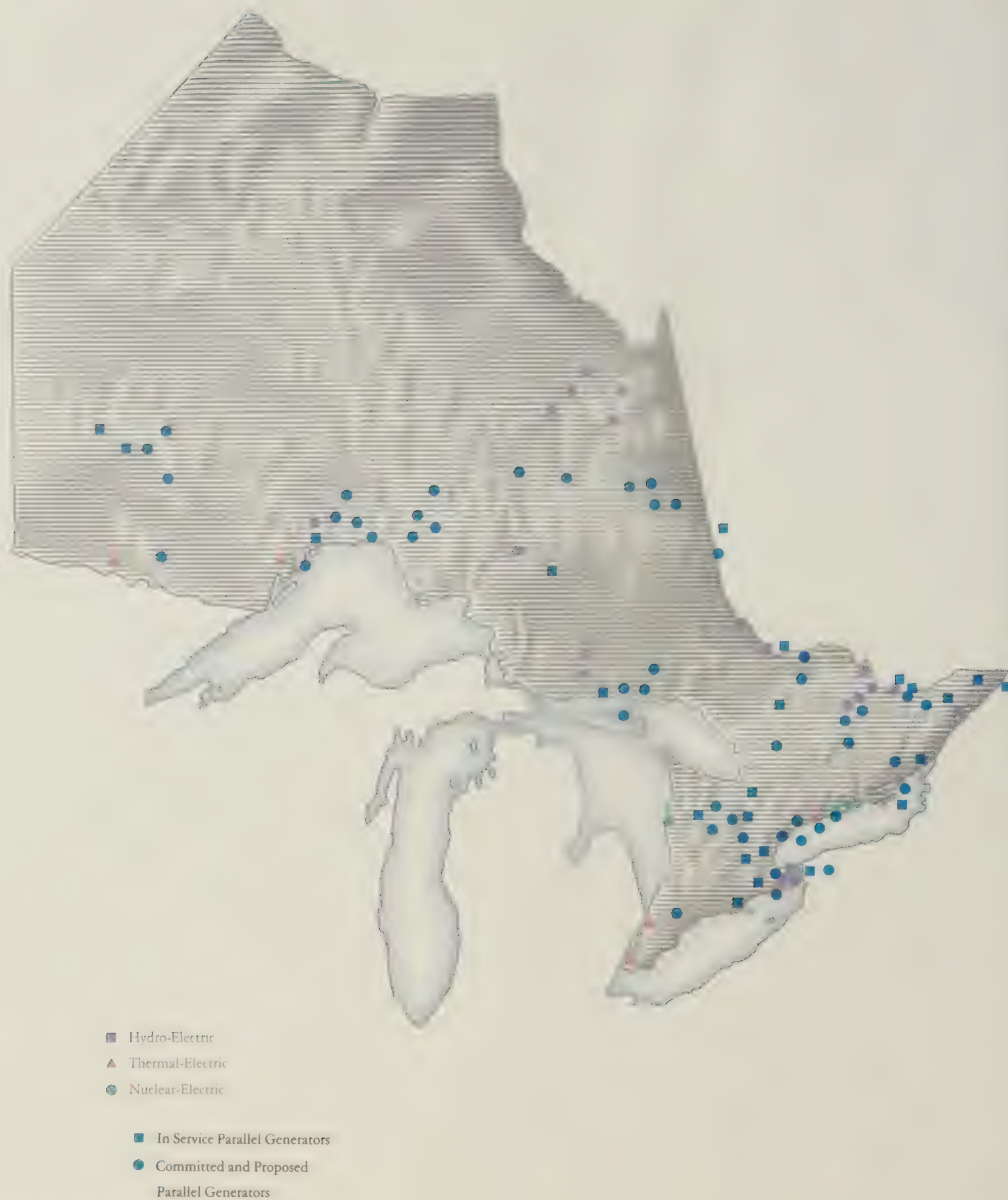 Hydro-Electric
Thermal-Electric
Nuclear-Electric
In Service Parallel Generators
Committed and Proposed
Parallel Generators